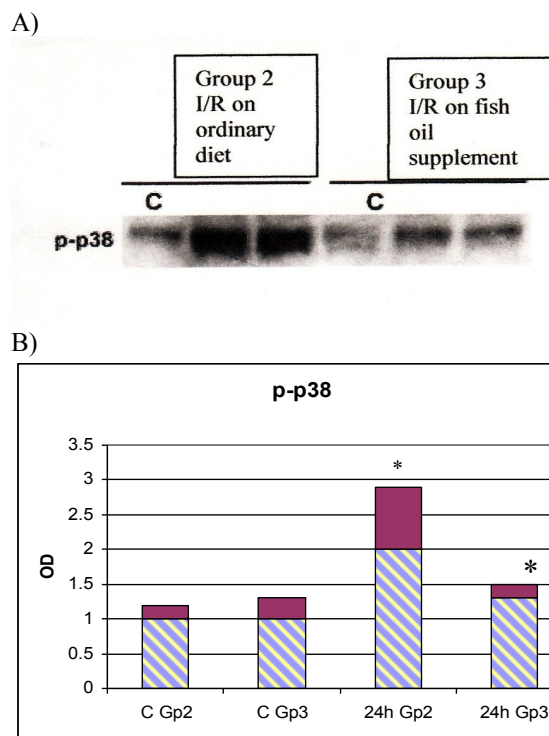 A)
Group 2
I/R on
ordinary
diet
Group 3
I/R on fish
oil
supplement
C
C
p-p38
B)
p-p38
3.5
3
2.5
2
1.5
1
0.5
0
OD
*
*
C Gp2 C Gp3 24h Gp2 24h Gp3